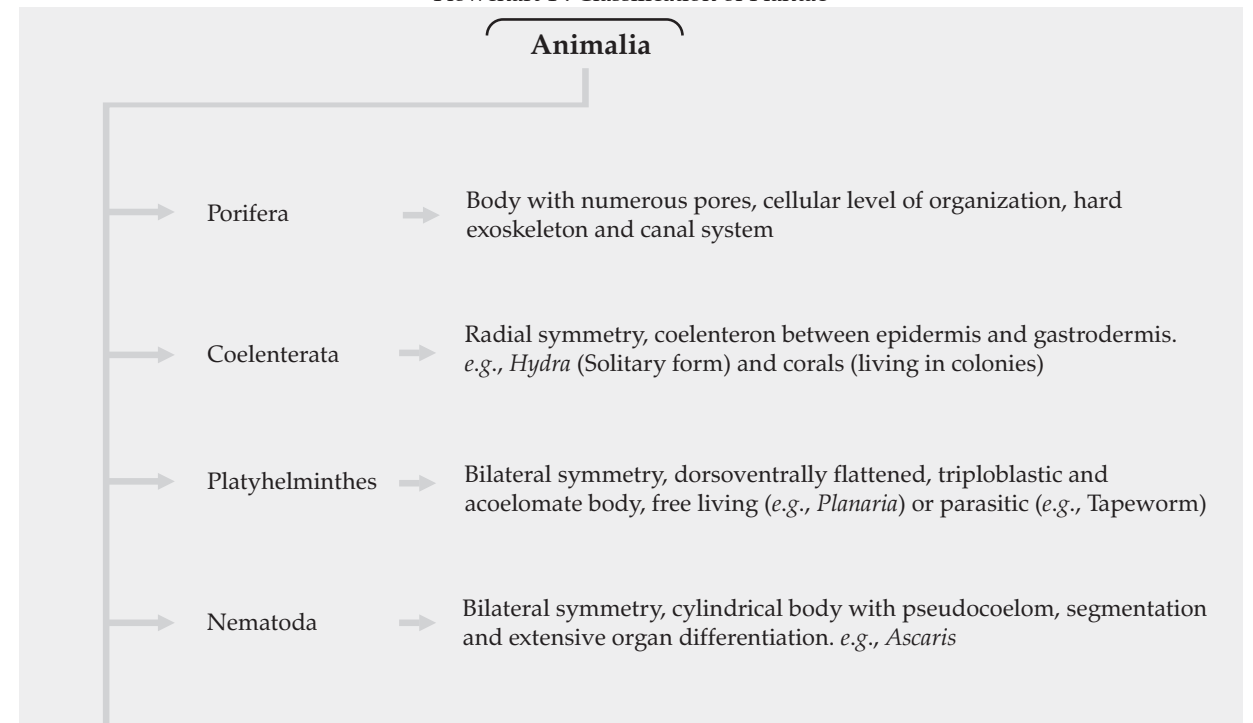 Animalia
Porifera
Body with numerous pores, cellular level of organization, hard
exoskeleton and canal system
Coelenterata
Radial symmetry, coelenteron between epidermis and gastrodermis.
e.g., Hydra (Solitary form) and corals (living in colonies)
Platyhelminthes
Bilateral symmetry, dorsoventrally flattened, triploblastic and
acoelomate body, free living (e.g., Planaria) or parasitic (e.g., Tapeworm)
Nematoda
Bilateral symmetry, cylindrical body with pseudocoelom, segmentation
and extensive organ differentiation. e.g., Ascaris